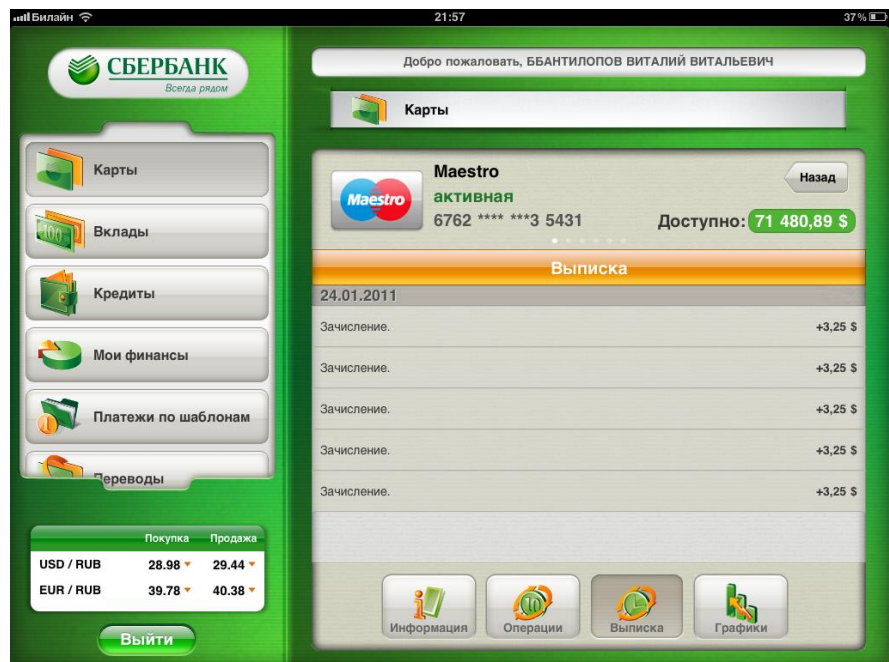 Билайн 21:57 37%
СБЕРБАНК
Всегда рядом
Добро пожаловать, ББАНТИЛОПОВ ВИТАЛИЙ ВИТАЛЬЕВИЧ
Карты
Карты
Вклады
100
Кредиты
Мои финансы
Платежи по шаблонам
Переводы
Покупка Продажа
USD / RUB 28.98 29.44
EUR / RUB 39.78 40.38
Выйти
Maestro
Maestro
активная
6762 **** ***3 5431
Назад
Доступно: 71 480,89 $
Выписка
24.01.2011
Зачисление. +3,25 $
Зачисление. +3,25 $
Зачисление. +3,25 $
Зачисление. +3,25 $
Зачисление. +3,25 $
Информация
Операции
Выписка
Графики